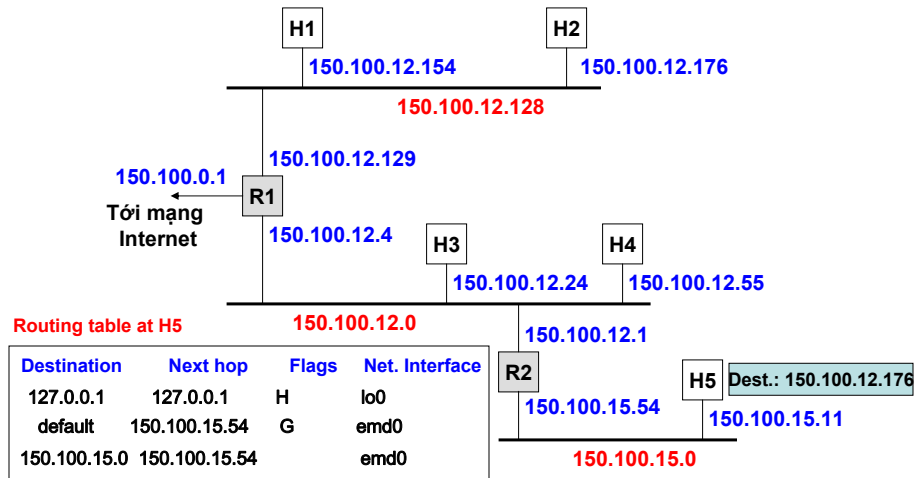 H1
H2
150.100.12.154
150.100.12.176
150.100.12.128
150.100.12.129
150.100.0.1
R1
Tới mạng
Internet
150.100.12.4
H3
H4
150.100.12.24
150.100.12.55
150.100.12.0
150.100.12.1
Routing table at H5
Destination Next hop Flags Net. Interface
127.0.0.1 127.0.0.1 H lo0
default 150.100.15.54 G emd0
150.100.15.0 150.100.15.54 emd0
R2
H5
Dest.: 150.100.12.176
150.100.15.54
150.100.15.11
150.100.15.0